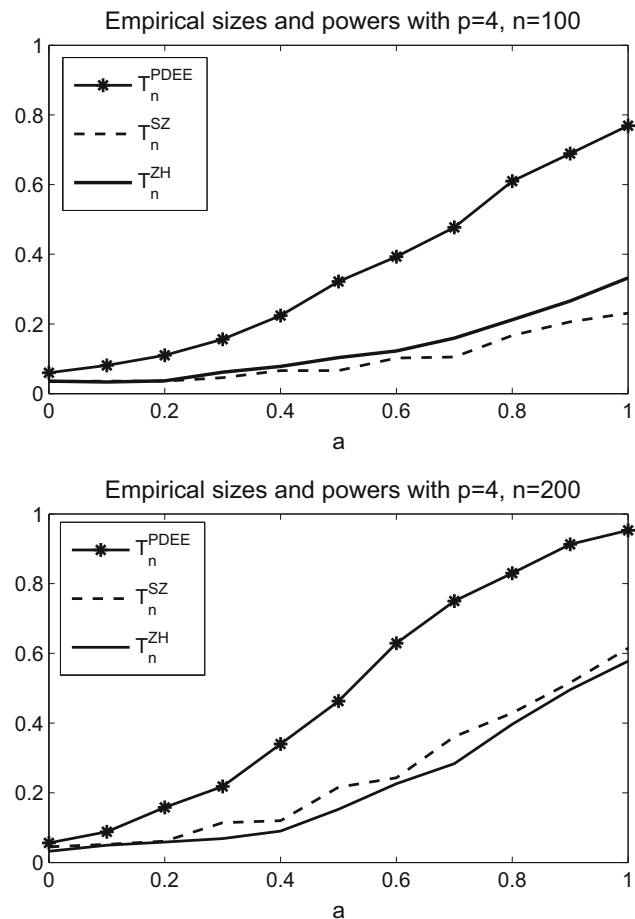 Empirical sizes and powers with p=4, n=100
1
0.8
0.6
0.4
0.2
0
T_n^PDEE
T_n^SZ
T_n^ZH
0 0.2 0.4 0.6 0.8 1
a
Empirical sizes and powers with p=4, n=200
1
0.8
0.6
0.4
0.2
0
T_n^PDEE
T_n^SZ
T_n^ZH
0 0.2 0.4 0.6 0.8 1
a